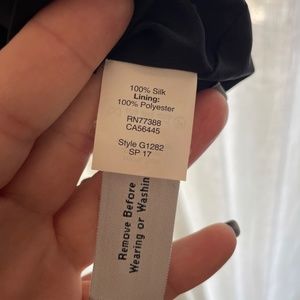 100% Silk
Lining:
100% Polyester
RN77388
CA56445
Style G1282
SP 17
Remove Before
Wearing or Washin